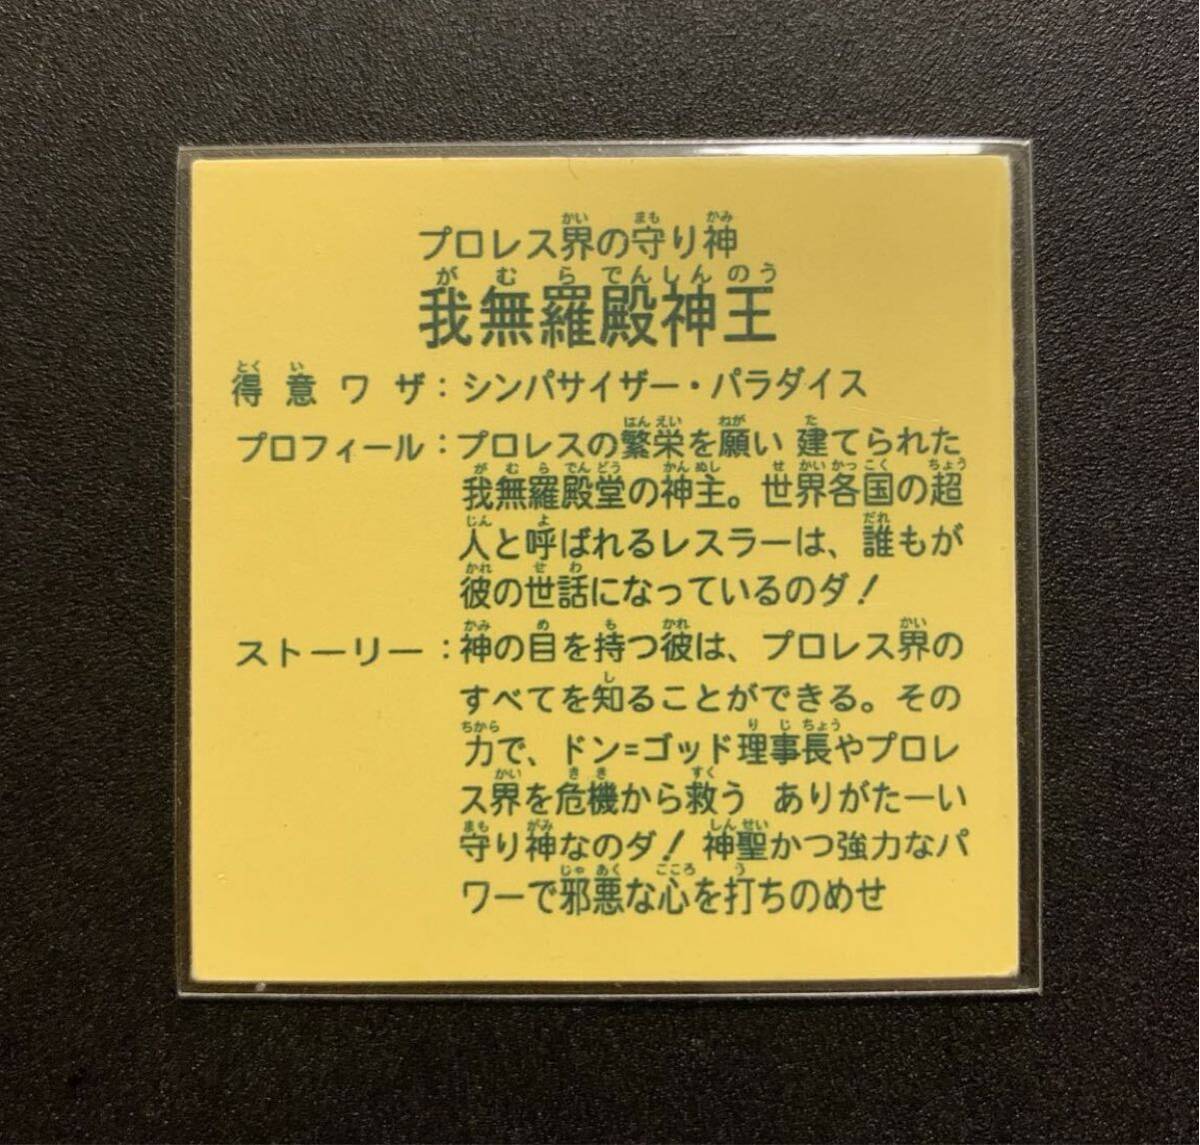 プロレス界の守り神
我無羅殿神王
得意ワザ：シンパサイザー・パラダイス
プロフィール：プロレスの繁栄を願い 建てられた
我無羅殿堂の神主。世界各国の超
人と呼ばれるレスラーは、誰もが
彼の世話になっているのダ！
ストーリー：神の目を持つ彼は、プロレス界の
すべてを知ることができる。その
力で、ドン=ゴッド理事長やプロレ
ス界を危機から救う ありがたーい
守り神なのダ！神聖かつ強力なパ
ワーで邪悪な心を打ちのめせ